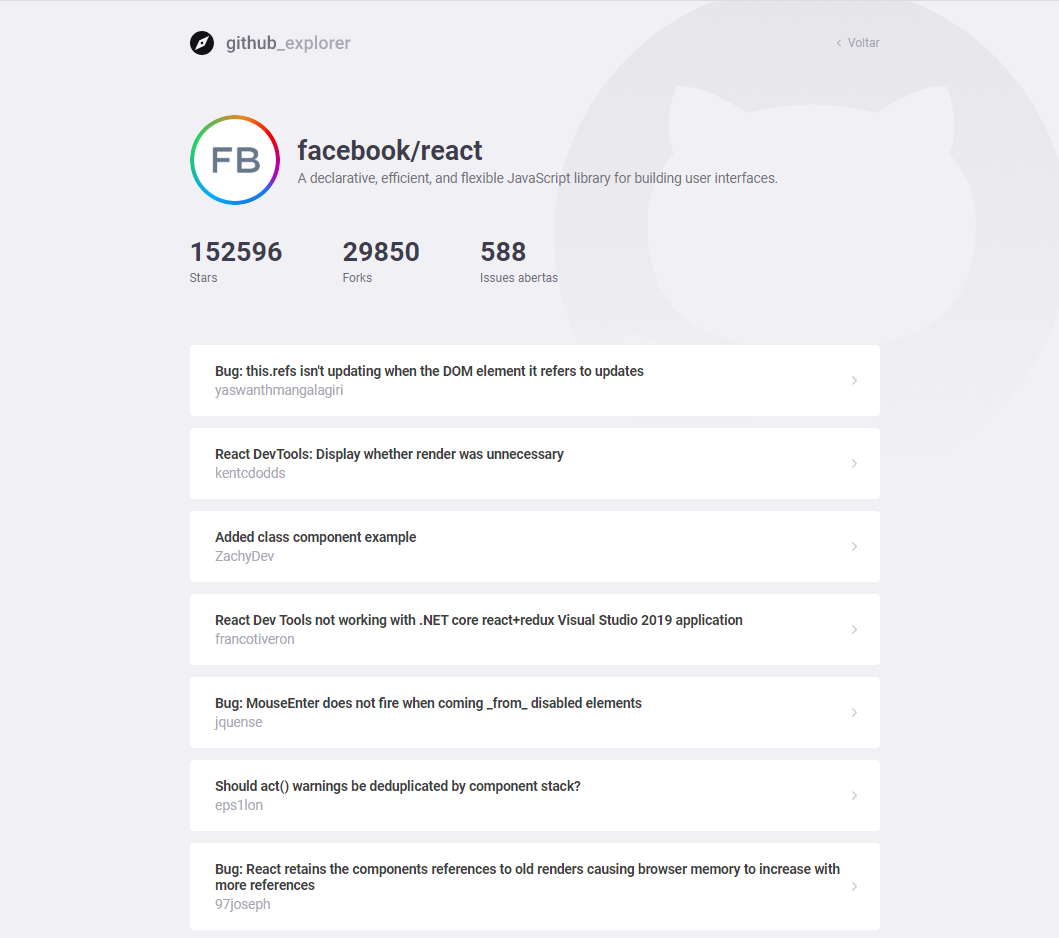 github_explorer
Voltar
FB
facebook/react
A declarative, efficient, and flexible JavaScript library for building user interfaces.
152596
29850
588
Stars
Forks
Issues abertas
Bug: this.refs isn't updating when the DOM element it refers to updates
yaswanthmangalagiri
React DevTools: Display whether render was unnecessary
kentcdodds
Added class component example
ZachyDev
React Dev Tools not working with .NET core react+redux Visual Studio 2019 application
francotiveron
Bug: MouseEnter does not fire when coming _from_ disabled elements
jquense
Should act() warnings be deduplicated by component stack?
eps1lon
Bug: React retains the components references to old renders causing browser memory to increase with
more references
97joseph